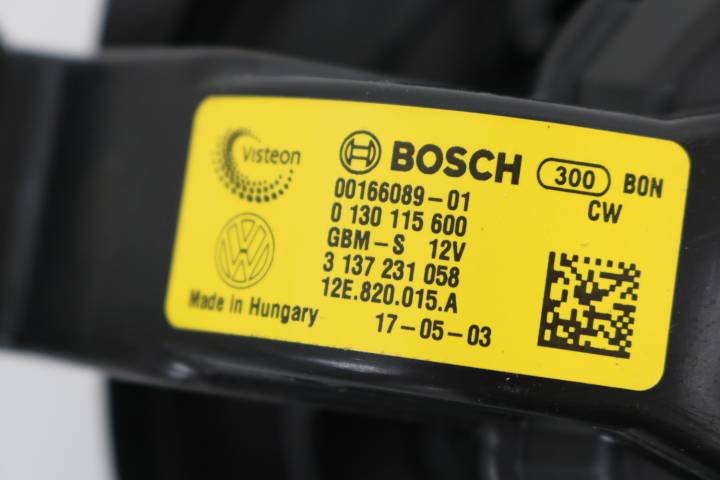 Visteon
BOSCH 300 BON
CW
00166089-01
0 130 115 600
GBM-S 12V
3 137 231 058
12E.820.015.A
Made in Hungary
17-05-03